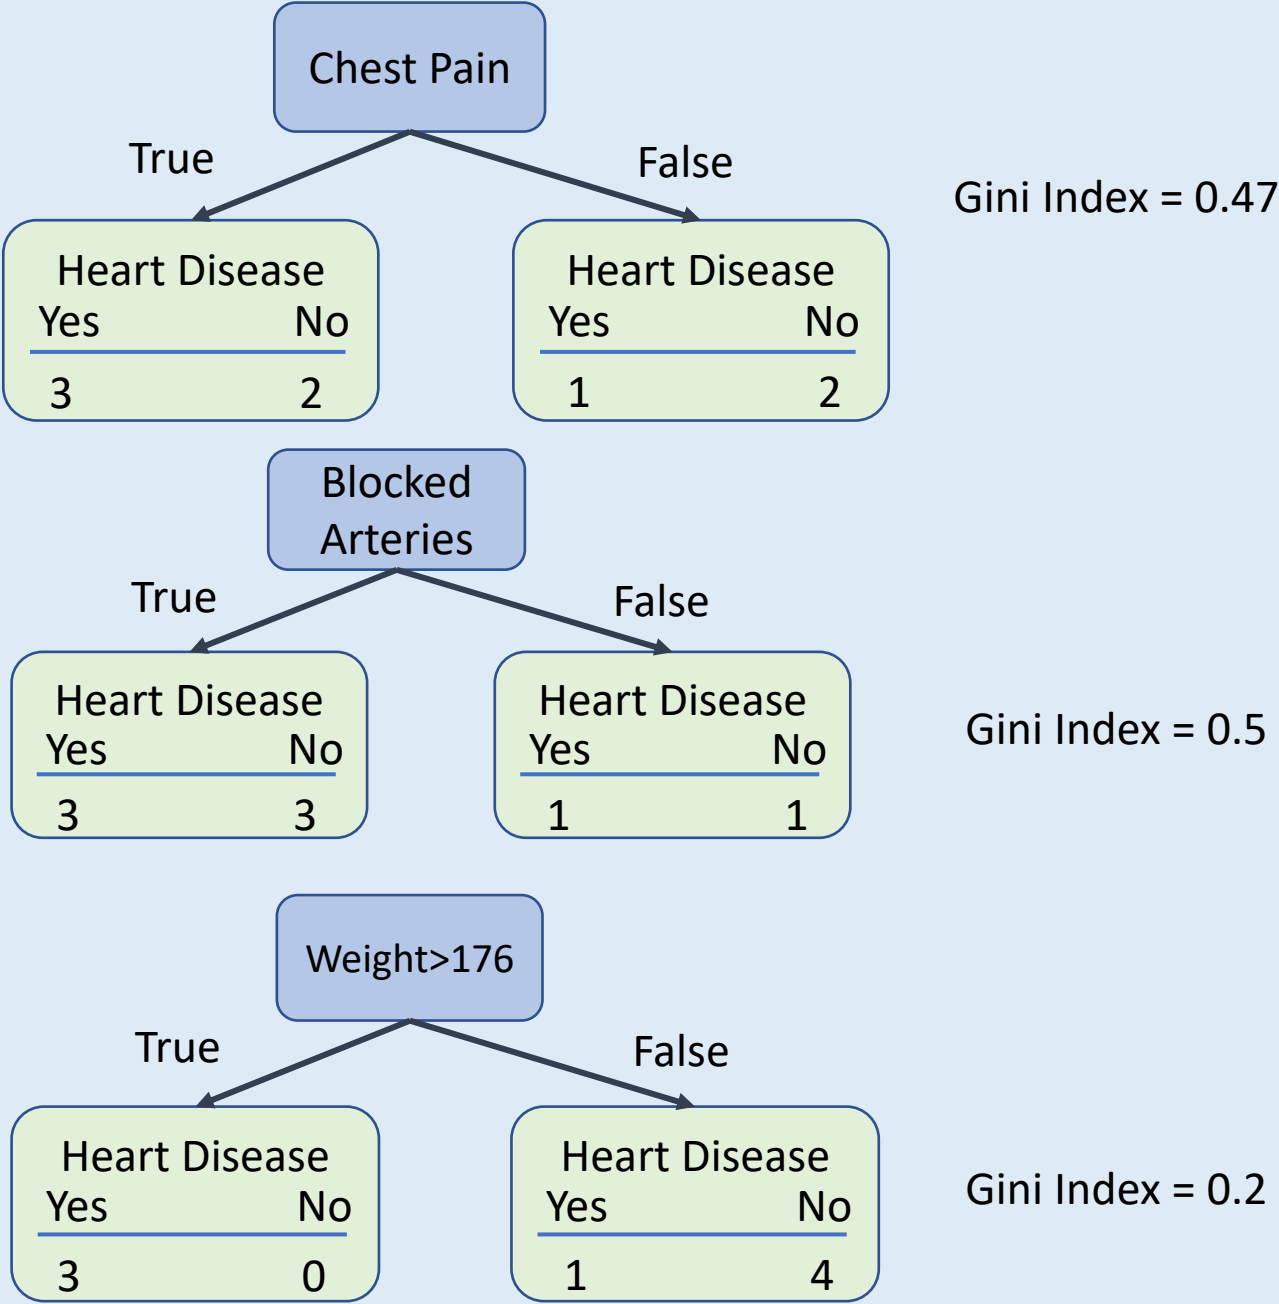 Chest Pain
True
False
Gini Index = 0.47
Heart Disease
Yes No
3 2
Heart Disease
Yes No
1 2
Blocked
Arteries
True
False
Heart Disease
Yes No
3 3
Heart Disease
Yes No
1 1
Gini Index = 0.5
Weight>176
True
False
Heart Disease
Yes No
3 0
Heart Disease
Yes No
1 4
Gini Index = 0.2